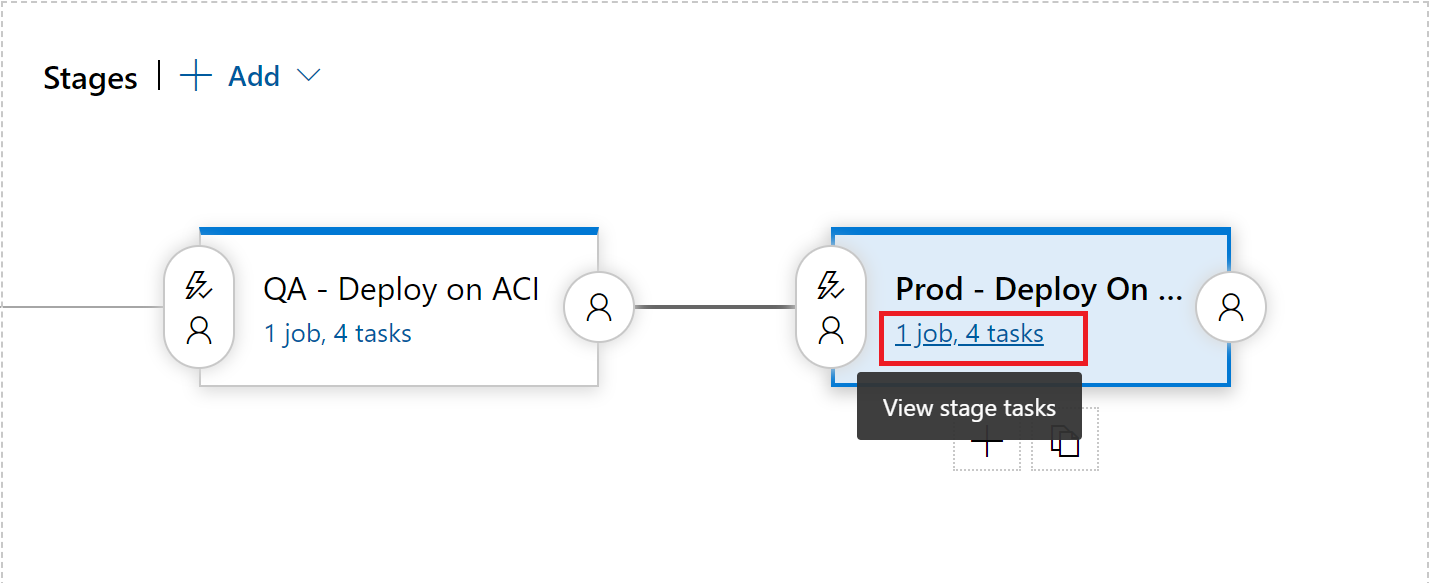 Stages | Add
QA - Deploy on ACI
1 job, 4 tasks
Prod - Deploy On ...
1 job, 4 tasks
View stage tasks